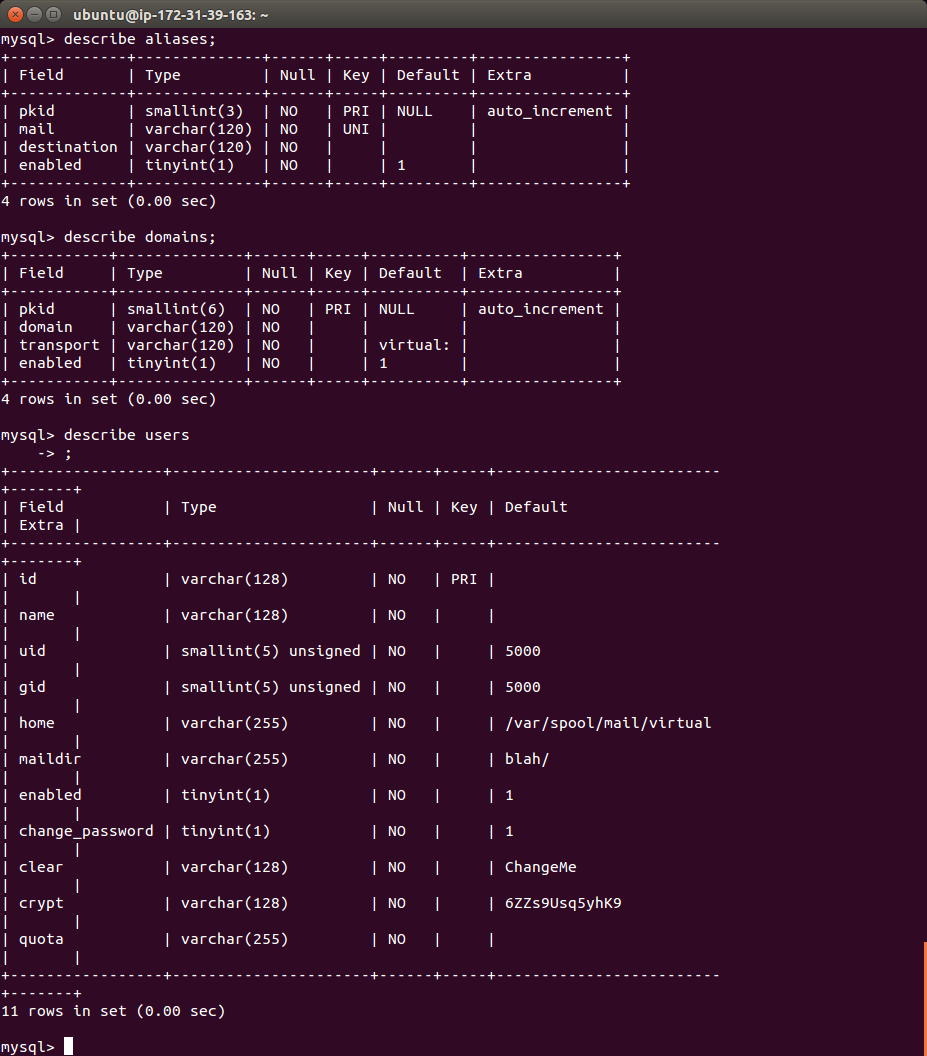 ubuntu@ip-172-31-39-163: ~
mysql> describe aliases;
+-------------+--------------+------+-----+---------+----------------+
| Field       | Type         | Null | Key | Default | Extra          |
+-------------+--------------+------+-----+---------+----------------+
| pkid        | smallint(3)  | NO   | PRI | NULL    | auto_increment |
| mail        | varchar(120) | NO   | UNI |         |                |
| destination | varchar(120) | NO   |     |         |                |
| enabled     | tinyint(1)   | NO   |     | 1       |                |
+-------------+--------------+------+-----+---------+----------------+
4 rows in set (0.00 sec)

mysql> describe domains;
+-----------+--------------+------+-----+----------+----------------+
| Field     | Type         | Null | Key | Default  | Extra          |
+-----------+--------------+------+-----+----------+----------------+
| pkid      | smallint(6)  | NO   | PRI | NULL     | auto_increment |
| domain    | varchar(120) | NO   |     |          |                |
| transport | varchar(120) | NO   |     | virtual: |                |
| enabled   | tinyint(1)   | NO   |     | 1        |                |
+-----------+--------------+------+-----+----------+----------------+
4 rows in set (0.00 sec)

mysql> describe users
    -> ;
+-----------------+----------------------+------+-----+-------------------------
+-------+
| Field           | Type                 | Null | Key | Default
| Extra |
+-----------------+----------------------+------+-----+-------------------------
+-------+
| id              | varchar(128)         | NO   | PRI |
|       |
| name            | varchar(128)         | NO   |     |
|       |
| uid             | smallint(5) unsigned | NO   |     | 5000
|       |
| gid             | smallint(5) unsigned | NO   |     | 5000
|       |
| home            | varchar(255)         | NO   |     | /var/spool/mail/virtual
|       |
| maildir         | varchar(255)         | NO   |     | blah/
|       |
| enabled         | tinyint(1)           | NO   |     | 1
|       |
| change_password | tinyint(1)           | NO   |     | 1
|       |
| clear           | varchar(128)         | NO   |     | ChangeMe
|       |
| crypt           | varchar(128)         | NO   |     | 6ZZs9Usq5yhK9
|       |
| quota           | varchar(255)         | NO   |     |
|       |
+-----------------+----------------------+------+-----+-------------------------
+-------+
11 rows in set (0.00 sec)

mysql>